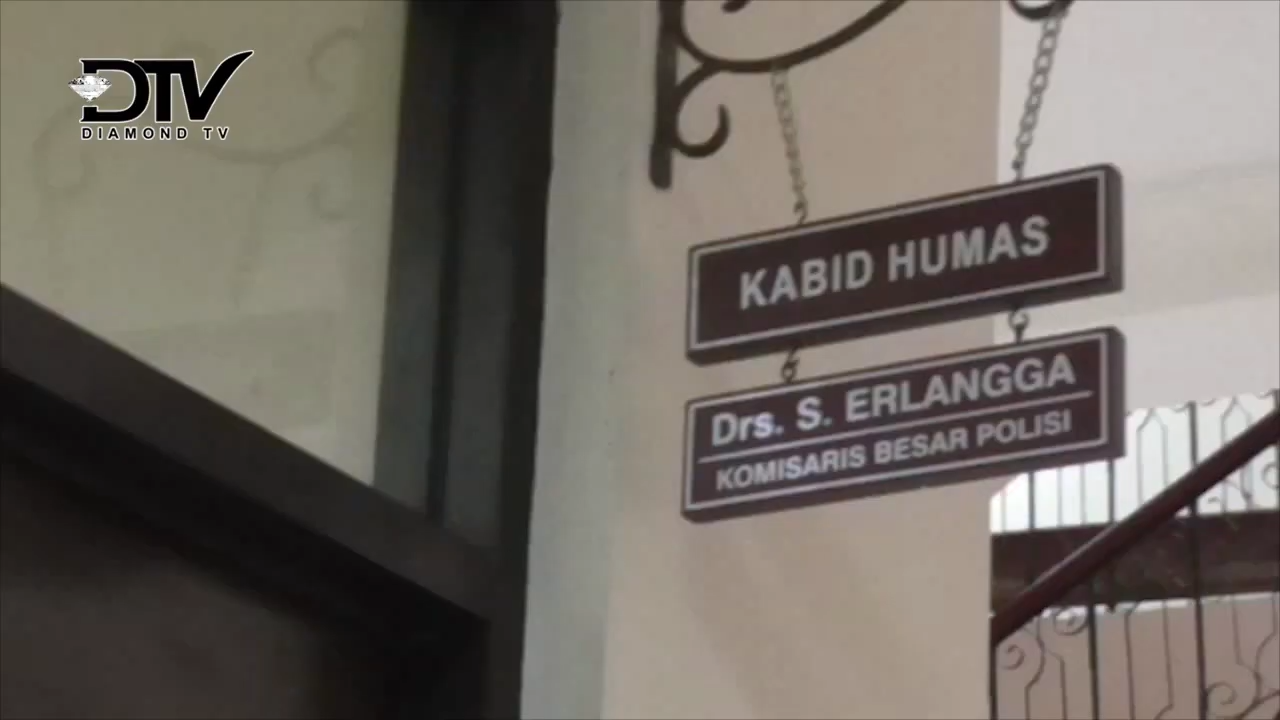 DTV
DIAMOND TV
KABID HUMAS
Drs. S. ERLANGGA
KOMISARIS BESAR POLISI